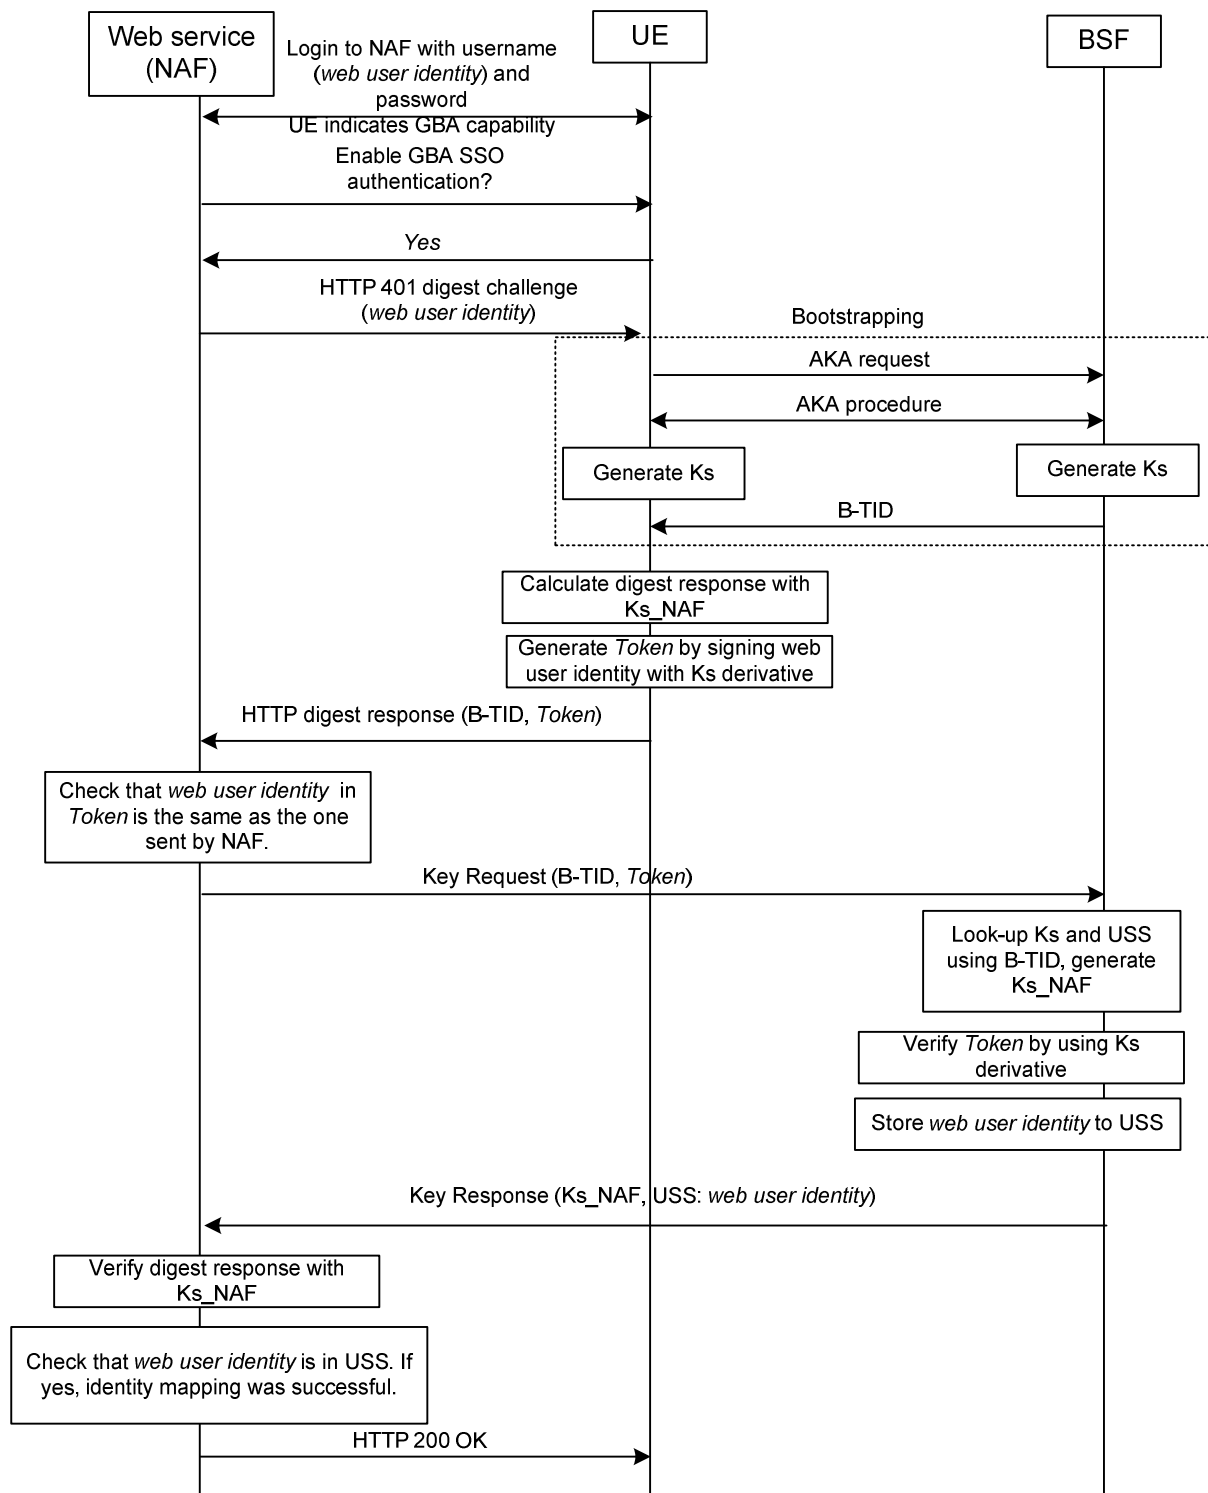 Web service
(NAF)
UE
BSF
Login to NAF with username
(web user identity) and
password
UE indicates GBA capability
Enable GBA SSO
authentication?
Yes
HTTP 401 digest challenge
(web user identity)
Bootstrapping
AKA request
AKA procedure
Generate Ks
Generate Ks
B-TID
Calculate digest response with
Ks_NAF
Generate Token by signing web
user identity with Ks derivative
HTTP digest response (B-TID, Token)
Check that web user identity in
Token is the same as the one
sent by NAF.
Key Request (B-TID, Token)
Look-up Ks and USS
using B-TID, generate
Ks_NAF
Verify Token by using Ks
derivative
Store web user identity to USS
Key Response (Ks_NAF, USS: web user identity)
Verify digest response with
Ks_NAF
Check that web user identity is in USS. If
yes, identity mapping was successful.
HTTP 200 OK